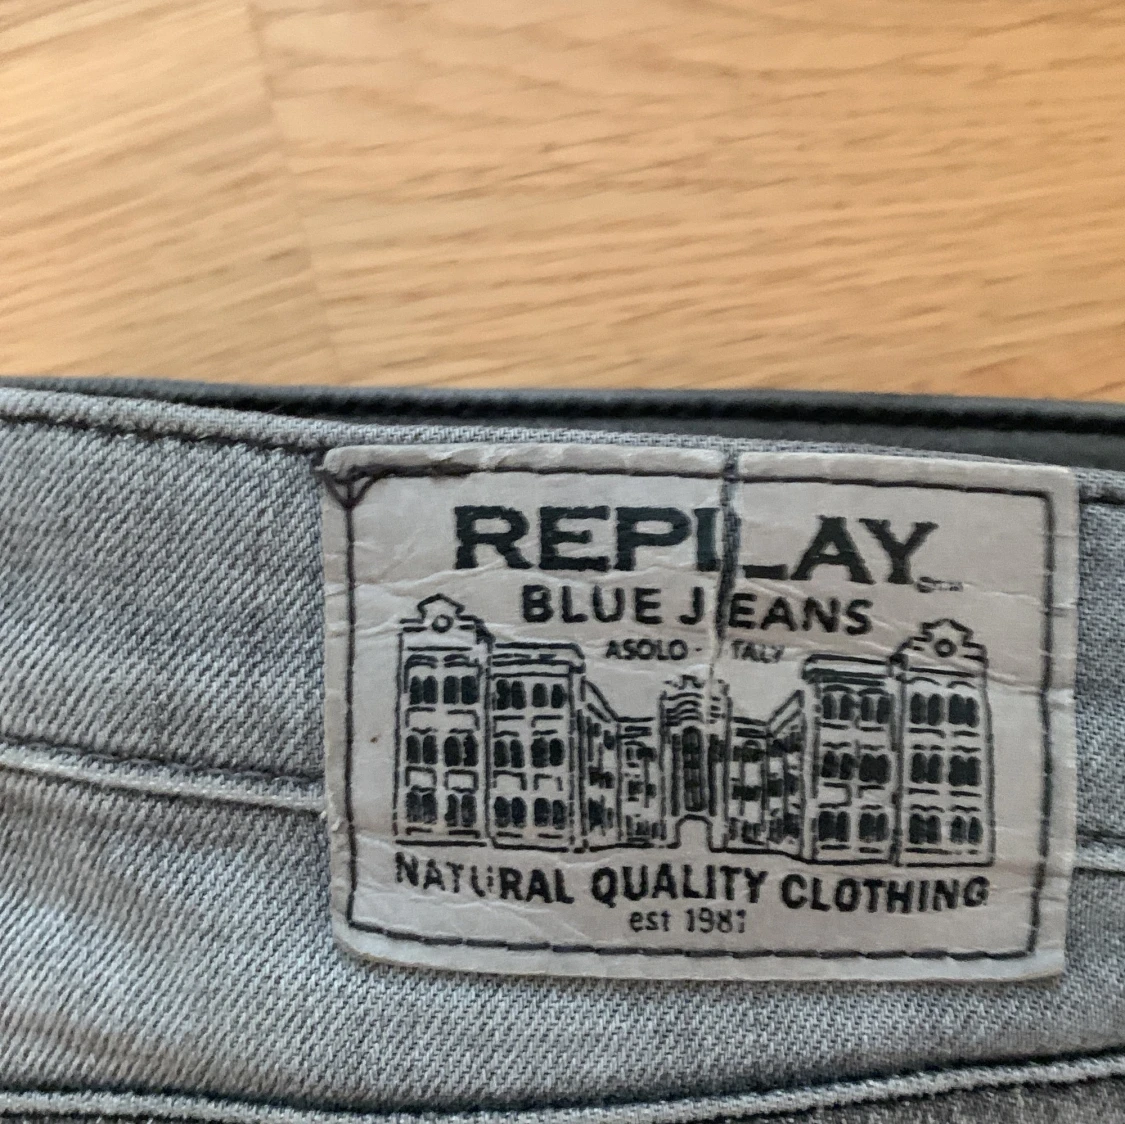 REPLAY
BLUE JEANS
ASOLO - ITALY
NATURAL QUALITY CLOTHING
est 1981